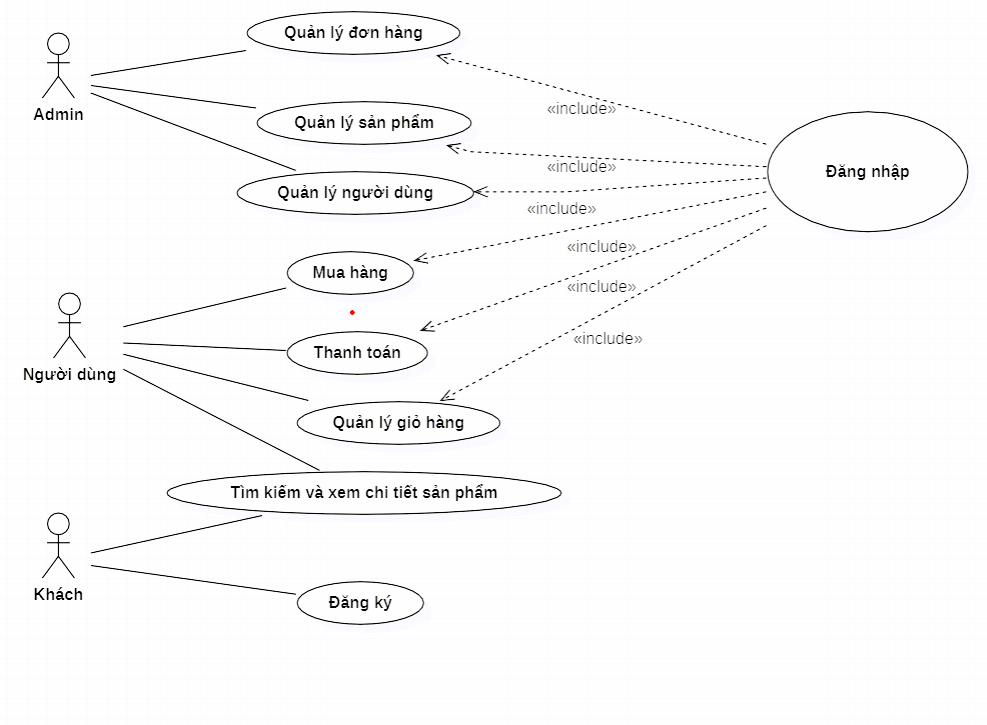 Quản lý đơn hàng
Admin
«include»
Quản lý sản phẩm
«include»
Đăng nhập
Quản lý người dùng
«include»
«include»
Mua hàng
«include»
«include»
Thanh toán
Người dùng
Quản lý giỏ hàng
Tìm kiếm và xem chi tiết sản phẩm
Khách
Đăng ký